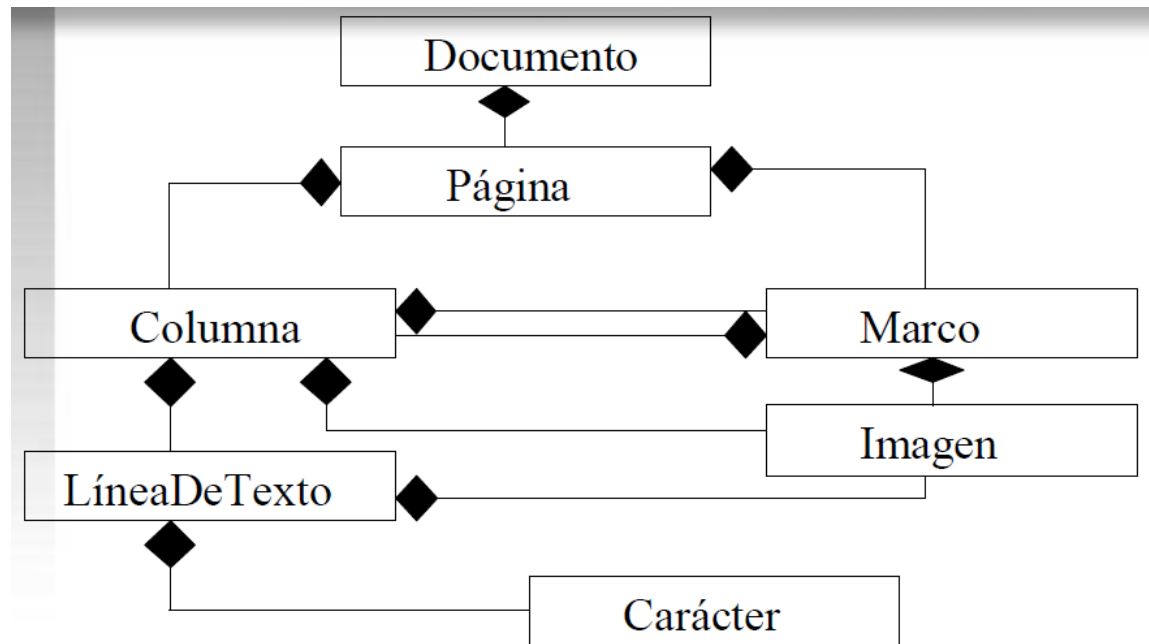 Documento
Página
Columna
Marco
Imagen
LíneaDeTexto
Carácter